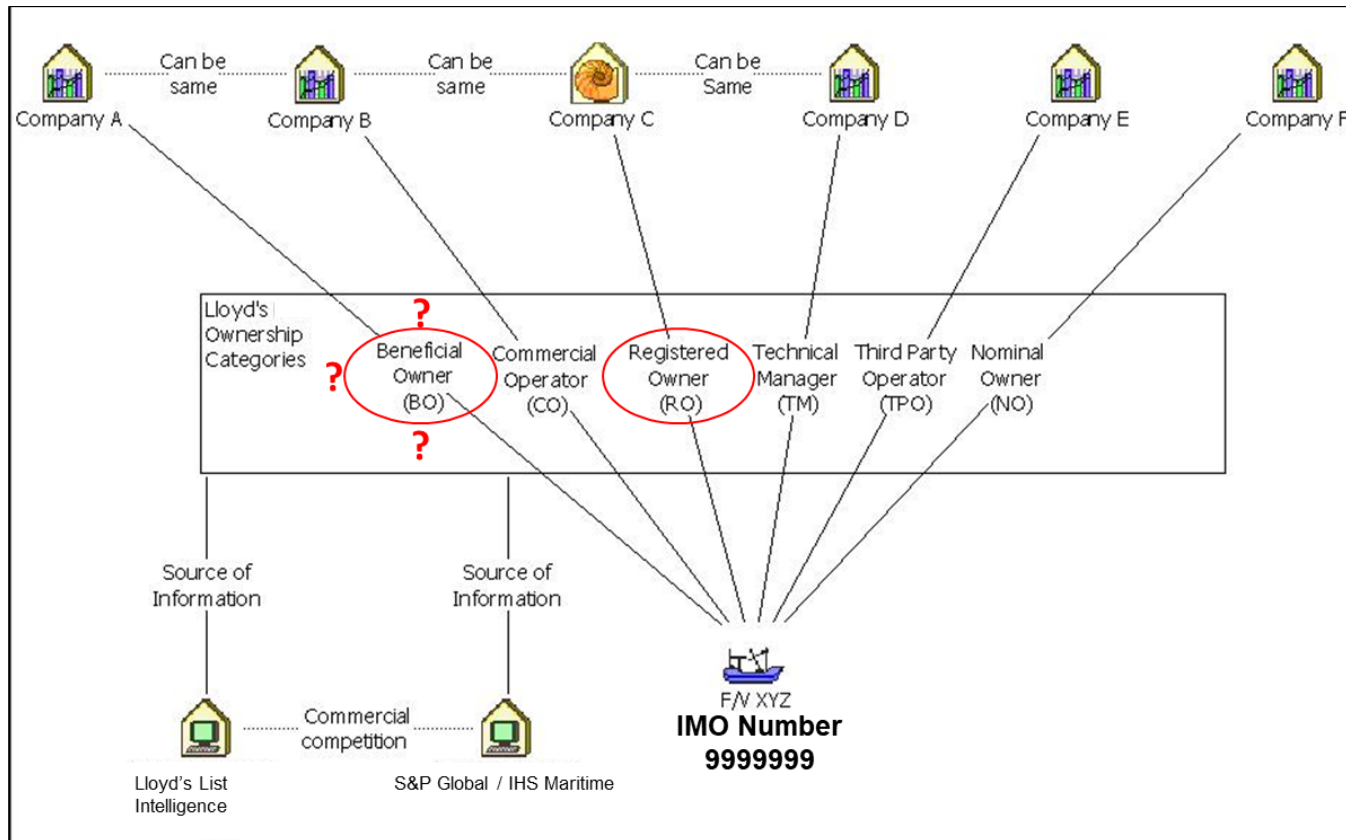 Can be
same
Can be
same
Can be
Same
Company A
Company B
Company C
Company D
Company E
Company F
Lloyd's
Ownership
Categories
?
?
?
Beneficial
Owner
(BO)
Commercial
Operator
(CO)
Registered
Owner
(RO)
Technical
Manager
(TM)
Third Party
Operator
(TPO)
Nominal
Owner
(NO)
Source of
Information
Source of
Information
Commercial
competition
Lloyd's List
Intelligence
S&P Global / IHS Maritime
F/V XYZ
IMO Number
9999999